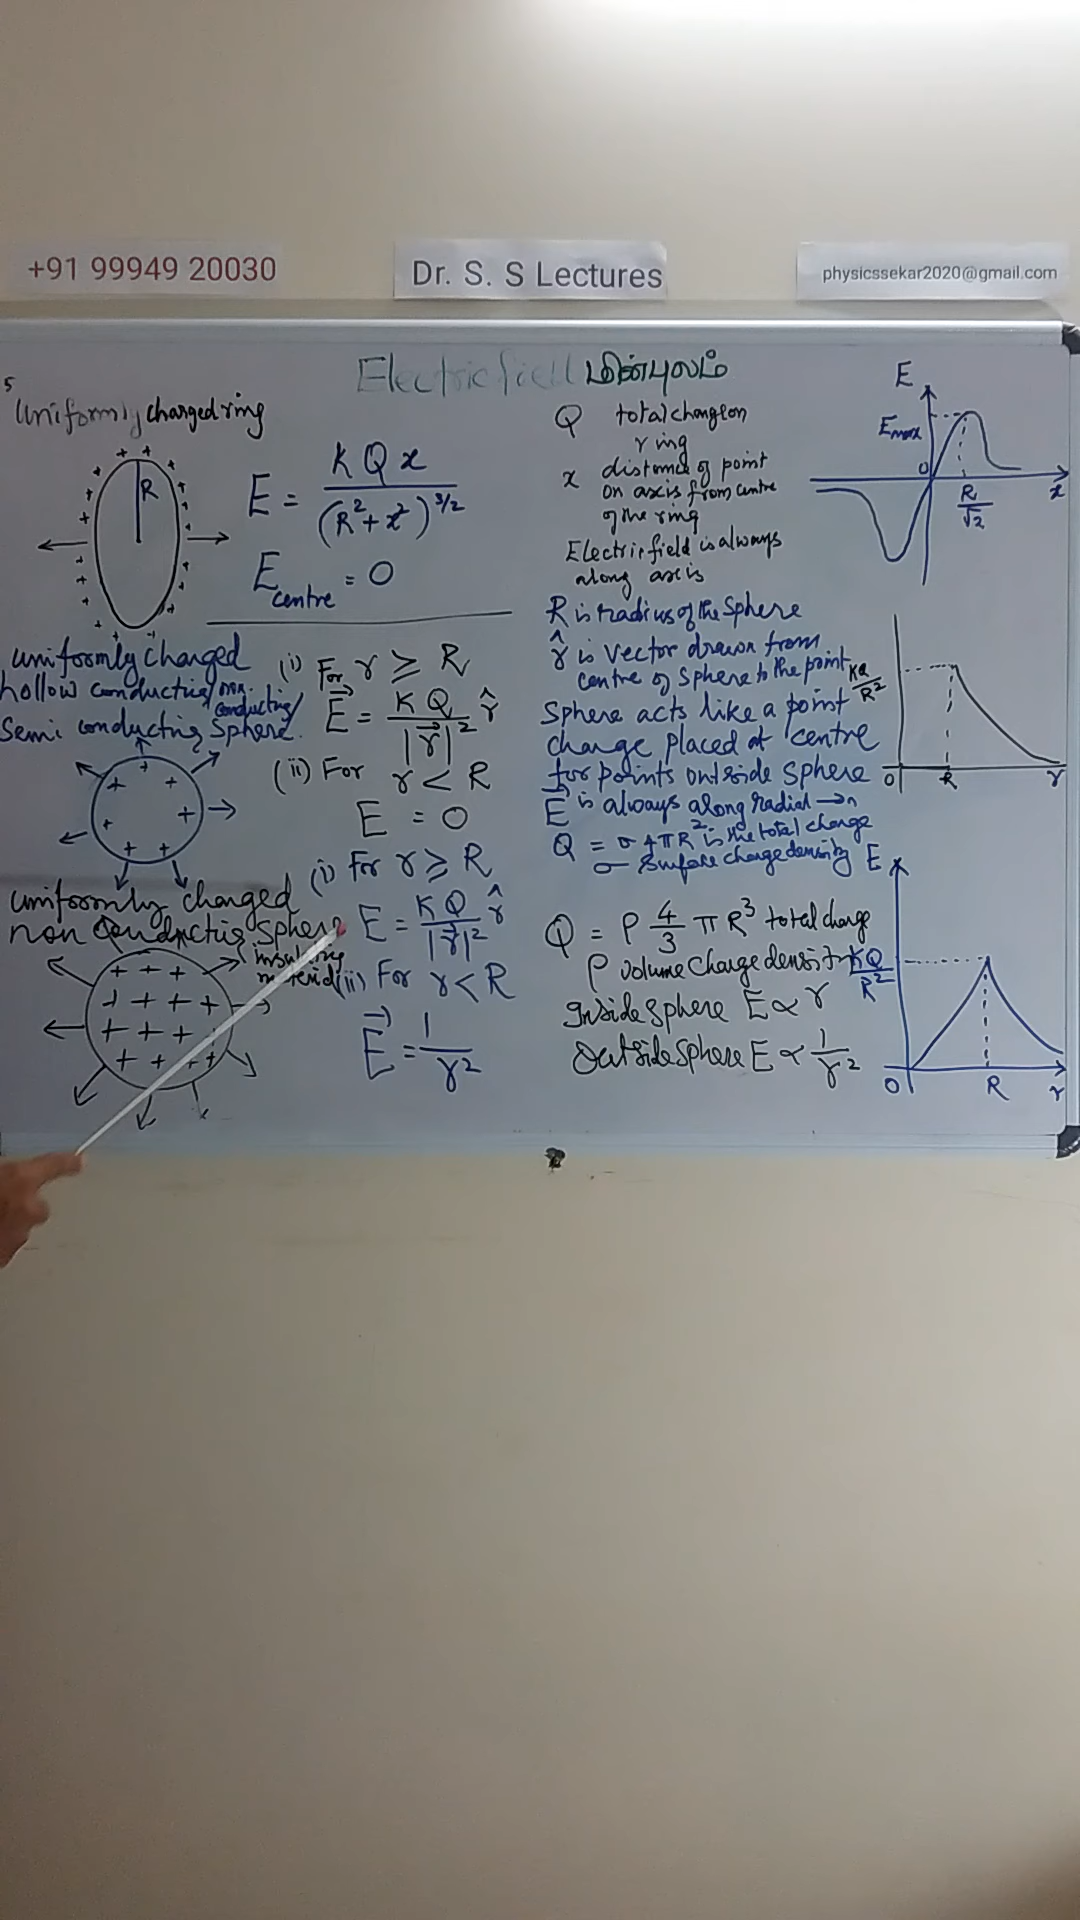 +91 99949 20030
Dr. S. S Lectures
physicssekar2020@gmail.com
Electric field மின்புலம்
5
Uniformly charged ring
R
E = KQx / (R²+x²)^3/2
E centre = 0
Q total charge on
ring
x distance of point
on axis from centre
of the ring
Electric field is always
along axis
E
Emax
0
R/√2
x
uniformly charged
hollow conducting/non.
conducting/
Semi conducting Sphere.
(i) For r ≥ R
E⃗ = KQ / |r⃗|² r̂
(ii) For r < R
E = 0
R is radius of the Sphere
r̂ is vector drawn from
centre of sphere to the point
Sphere acts like a point
charge placed at centre
for points outside sphere
E⃗ is always along radial →n
Q = σ 4πR² is the total charge
σ – Surface charge density
KQ/R²
0
R
r
uniformly charged
non conducting sphere
insulating
material
(i) For r ≥ R
E = KQ / |r⃗|² r̂
(ii) For r < R
E⃗ = 1/r²
Q = ρ 4/3 π R³ total charge
ρ volume charge density
Inside sphere E ∝ r
Outside Sphere E ∝ 1/r²
E
KQ/R²
0
R
r